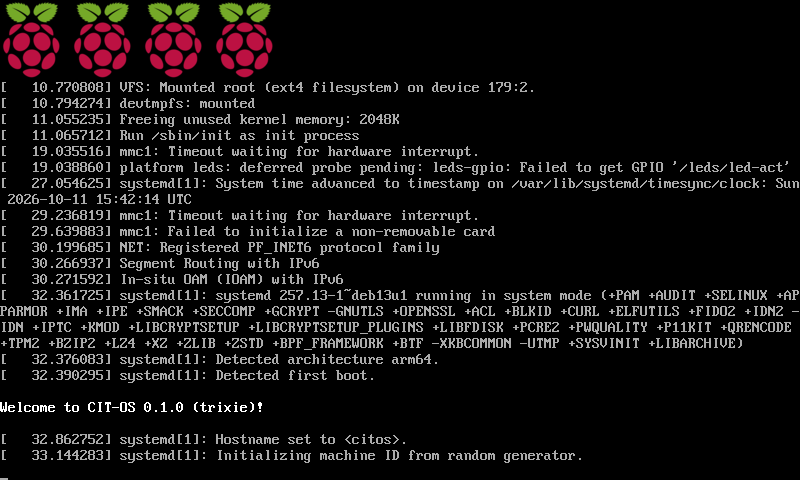 [   10.770808] VFS: Mounted root (ext4 filesystem) on device 179:2.
[   10.794274] devtmpfs: mounted
[   11.055235] Freeing unused kernel memory: 2048K
[   11.065712] Run /sbin/init as init process
[   19.035516] mmc1: Timeout waiting for hardware interrupt.
[   19.038860] platform leds: deferred probe pending: leds-gpio: Failed to get GPIO '/leds/led-act'
[   27.054625] systemd[1]: System time advanced to timestamp on /var/lib/systemd/timesync/clock: Sun
 2026-10-11 15:42:14 UTC
[   29.236819] mmc1: Timeout waiting for hardware interrupt.
[   29.639883] mmc1: Failed to initialize a non-removable card
[   30.199685] NET: Registered PF_INET6 protocol family
[   30.266937] Segment Routing with IPv6
[   30.271592] In-situ OAM (IOAM) with IPv6
[   32.361725] systemd[1]: systemd 257.13-1~deb13u1 running in system mode (+PAM +AUDIT +SELINUX +AP
PARMOR +IMA +IPE +SMACK +SECCOMP +GCRYPT -GNUTLS +OPENSSL +ACL +BLKID +CURL +ELFUTILS +FIDO2 +IDN2 -
IDN +IPTC +KMOD +LIBCRYPTSETUP +LIBCRYPTSETUP_PLUGINS +LIBFDISK +PCRE2 +PWQUALITY +P11KIT +QRENCODE
+TPM2 +BZIP2 +LZ4 +XZ +ZLIB +ZSTD +BPF_FRAMEWORK +BTF -XKBCOMMON -UTMP +SYSVINIT +LIBARCHIVE)
[   32.376083] systemd[1]: Detected architecture arm64.
[   32.390295] systemd[1]: Detected first boot.
Welcome to CIT-OS 0.1.0 (trixie)!
[   32.862752] systemd[1]: Hostname set to <citos>.
[   33.144283] systemd[1]: Initializing machine ID from random generator.